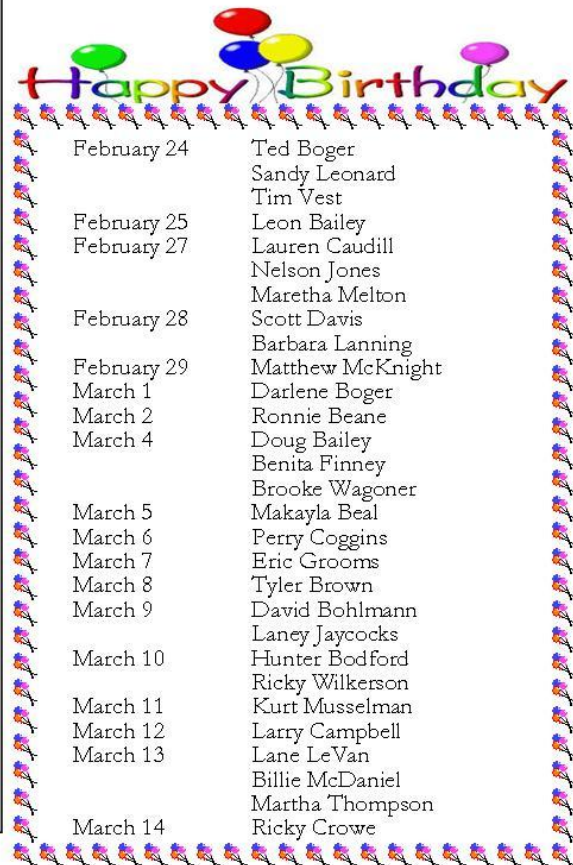 Happy Birthday
February 24 Ted Boger
Sandy Leonard
Tim Vest
February 25 Leon Bailey
February 27 Lauren Caudill
Nelson Jones
Maretha Melton
February 28 Scott Davis
Barbara Lanning
February 29 Matthew McKnight
March 1 Darlene Boger
March 2 Ronnie Beane
March 4 Doug Bailey
Benita Finney
Brooke Wagoner
March 5 Makayla Beal
March 6 Perry Coggins
March 7 Eric Grooms
March 8 Tyler Brown
March 9 David Bohlmann
Laney Jaycocks
March 10 Hunter Bodford
Ricky Wilkerson
March 11 Kurt Musselman
March 12 Larry Campbell
March 13 Lane LeVan
Billie McDaniel
Martha Thompson
March 14 Ricky Crowe